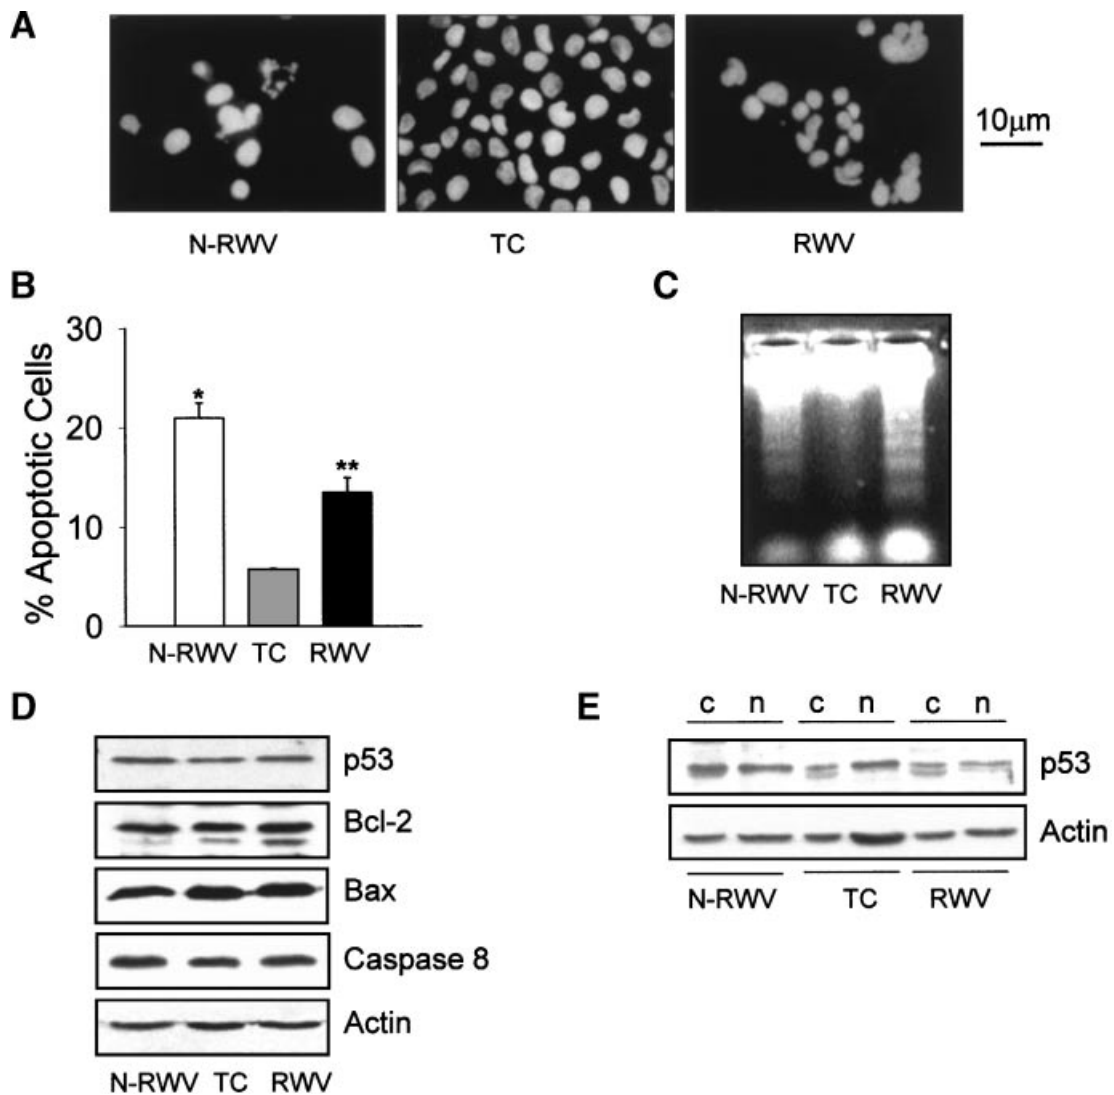 A
10µm
N-RWV TC RWV
B
% Apoptotic Cells
30
20
10
0
*
**
N-RWV TC RWV
C
N-RWV TC RWV
D
p53
Bcl-2
Bax
Caspase 8
Actin
N-RWV TC RWV
E
c n c n c n
p53
Actin
N-RWV TC RWV